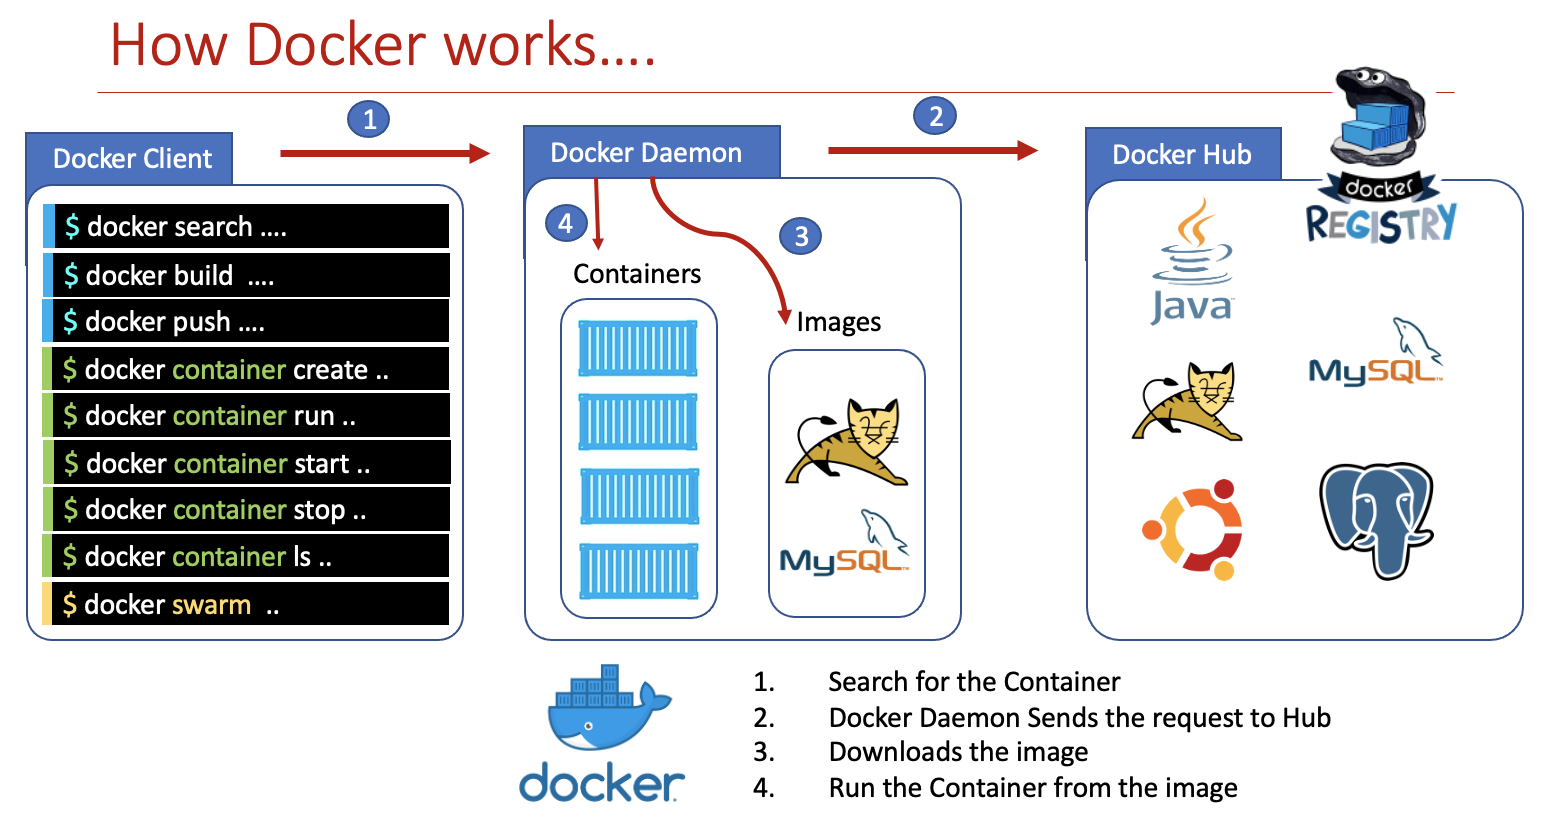 How Docker works....
1
2
Docker Client
Docker Daemon
Docker Hub
docker
REGISTRY
$ docker search ....
$ docker build ....
$ docker push ....
$ docker container create ..
$ docker container run ..
$ docker container start ..
$ docker container stop ..
$ docker container ls ..
$ docker swarm ..
4
3
Containers
Images
MySQL™
Java™
MySQL™
docker
1. Search for the Container
2. Docker Daemon Sends the request to Hub
3. Downloads the image
4. Run the Container from the image